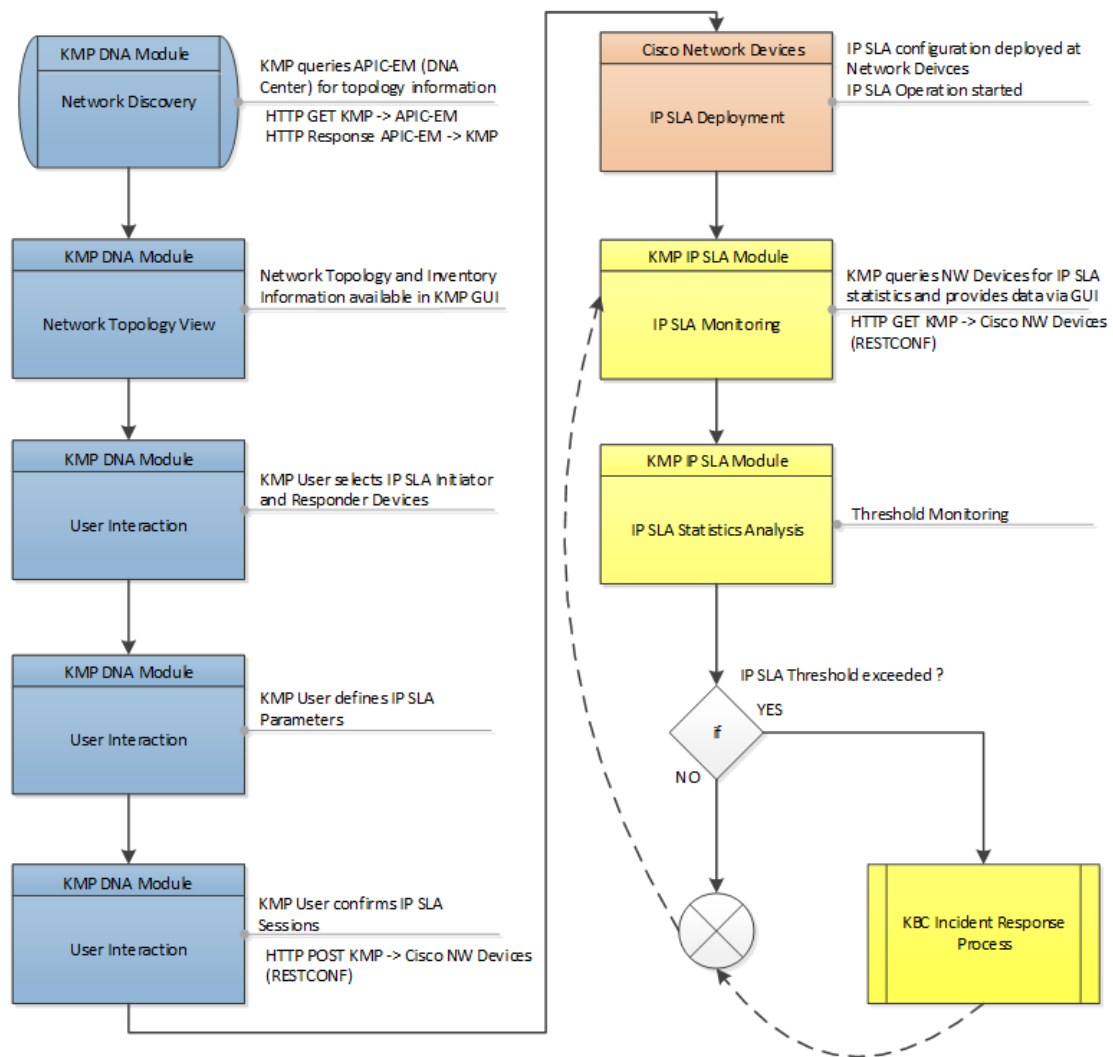 KMP DNA Module
Network Discovery
KMP queries APIC-EM (DNA
Center) for topology information
HTTP GET KMP -> APIC-EM
HTTP Response APIC-EM -> KMP
KMP DNA Module
Network Topology View
Network Topology and Inventory
Information available in KMP GUI
KMP DNA Module
User Interaction
KMP User selects IP SLA Initiator
and Responder Devices
KMP DNA Module
User Interaction
KMP User defines IP SLA
Parameters
KMP DNA Module
User Interaction
KMP User confirms IP SLA
Sessions
HTTP POST KMP -> Cisco NW Devices
(RESTCONF)
Cisco Network Devices
IP SLA Deployment
IP SLA configuration deployed at
Network Deivces
IP SLA Operation started
KMP IP SLA Module
IP SLA Monitoring
KMP queries NW Devices for IP SLA
statistics and provides data via GUI
HTTP GET KMP -> Cisco NW Devices
(RESTCONF)
KMP IP SLA Module
IP SLA Statistics Analysis
Threshold Monitoring
IP SLA Threshold exceeded ?
YES
if
NO
KBC Incident Response
Process